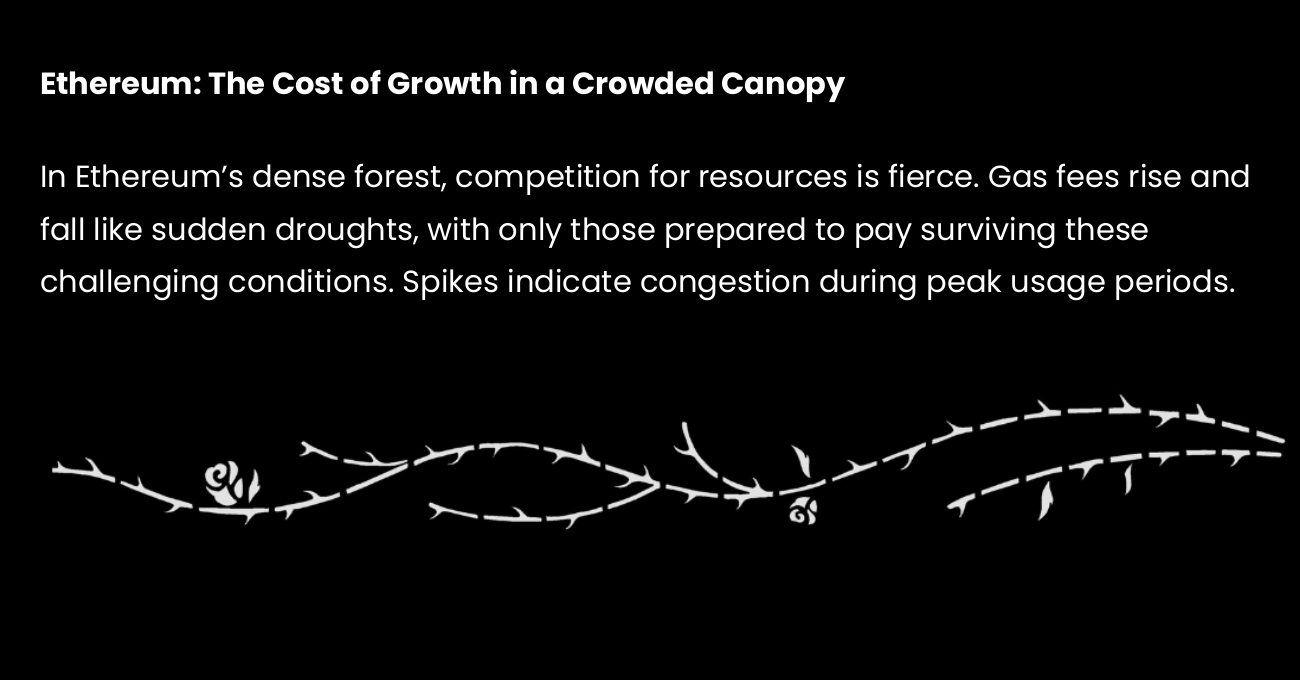 Ethereum: The Cost of Growth in a Crowded Canopy
In Ethereum’s dense forest, competition for resources is fierce. Gas fees rise and
fall like sudden droughts, with only those prepared to pay surviving these
challenging conditions. Spikes indicate congestion during peak usage periods.